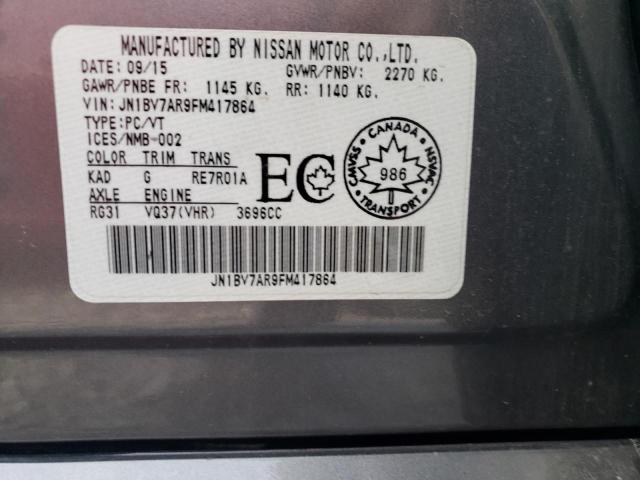 MANUFACTURED BY NISSAN MOTOR CO.,LTD.
DATE: 09/15 GVWR/PNBV: 2270 KG.
GAWR/PNBE FR: 1145 KG. RR: 1140 KG.
VIN: JN1BV7AR9FM417864
TYPE:PC/VT
ICES/NMB-002
COLOR TRIM TRANS
KAD G RE7R01A
AXLE ENGINE
RG31 VQ37(VHR) 3696CC
EC
CANADA
CMVSS NSVAC
986
TRANSPORT
JN1BV7AR9FM417864